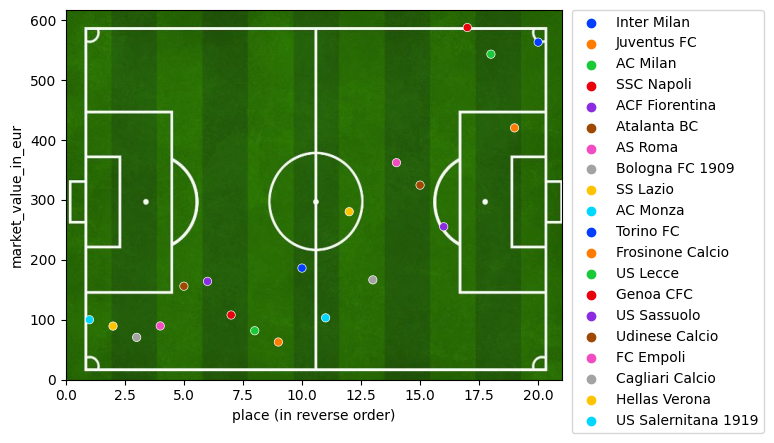 600
500
400
300
200
100
0
market_value_in_eur
0.0 2.5 5.0 7.5 10.0 12.5 15.0 17.5 20.0
place (in reverse order)
Inter Milan
Juventus FC
AC Milan
SSC Napoli
ACF Fiorentina
Atalanta BC
AS Roma
Bologna FC 1909
SS Lazio
AC Monza
Torino FC
Frosinone Calcio
US Lecce
Genoa CFC
US Sassuolo
Udinese Calcio
FC Empoli
Cagliari Calcio
Hellas Verona
US Salernitana 1919